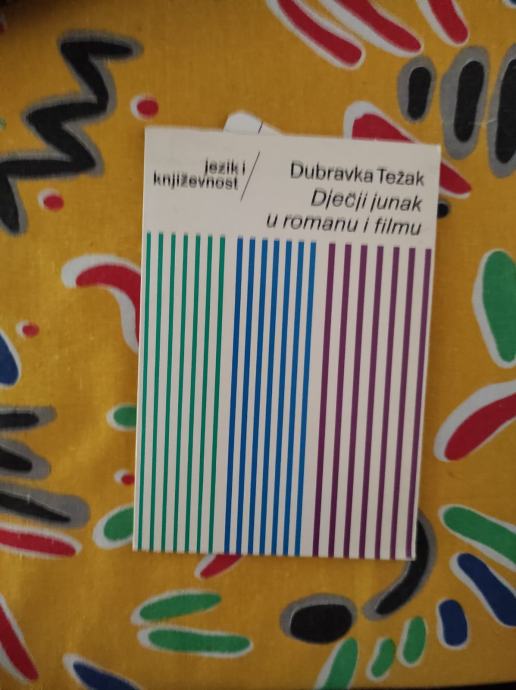 jezik i
književnost
Dubravka Težak
Dječji junak
u romanu i filmu